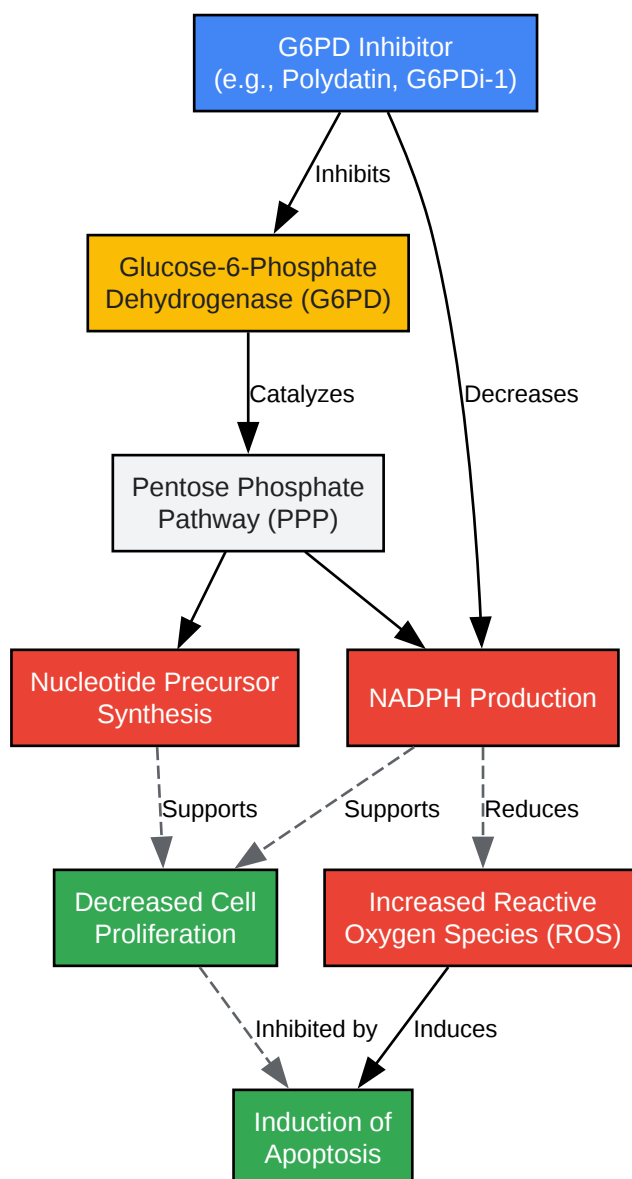 G6PD Inhibitor
(e.g., Polydatin, G6PDi-1)
Inhibits
Glucose-6-Phosphate
Dehydrogenase (G6PD)
Catalyzes
Decreases
Pentose Phosphate
Pathway (PPP)
Nucleotide Precursor
Synthesis
NADPH Production
Supports
Supports
Reduces
Decreased Cell
Proliferation
Increased Reactive
Oxygen Species (ROS)
Inhibited by
Induces
Induction of
Apoptosis